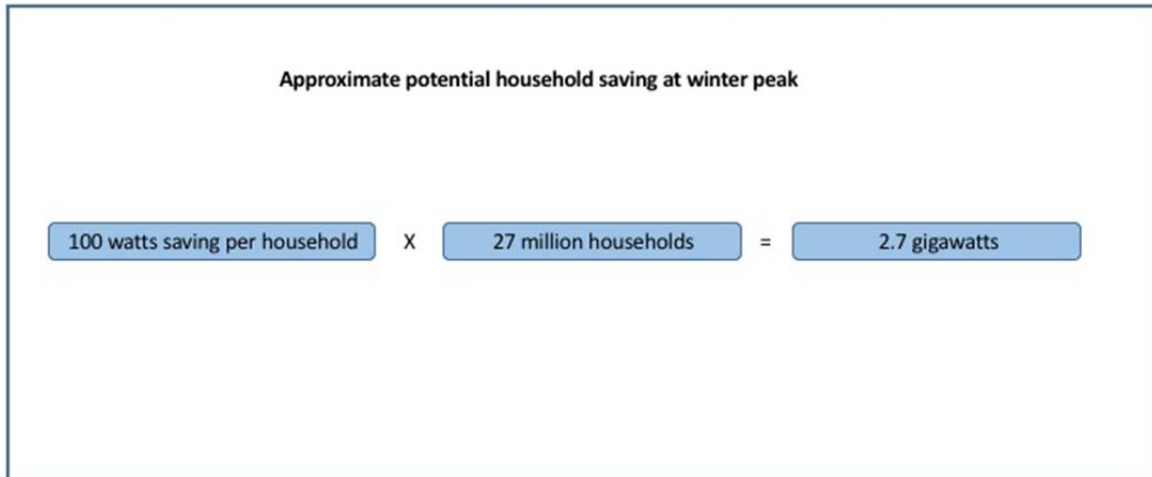 Approximate potential household saving at winter peak
100 watts saving per household X 27 million households = 2.7 gigawatts